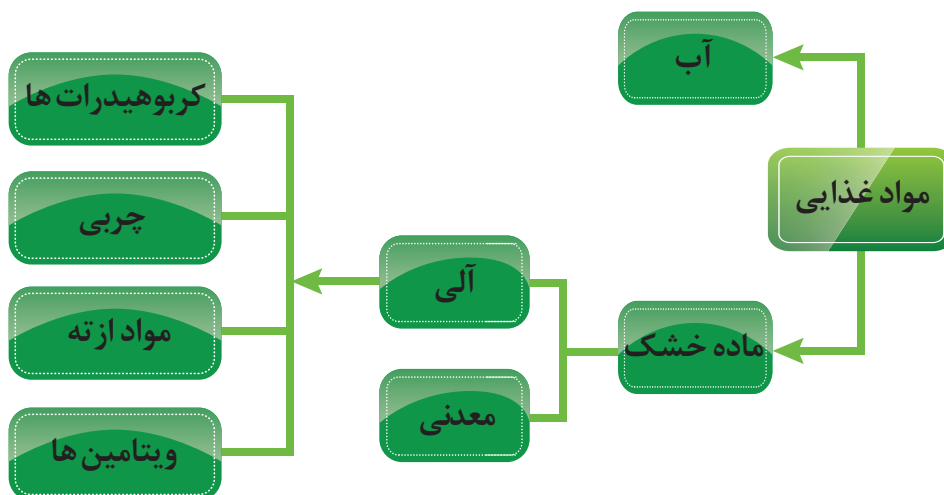 مواد غذایی
آب
ماده خشک
آلی
معدنی
کربوهیدرات ها
چربی
مواد ازته
ویتامین ها